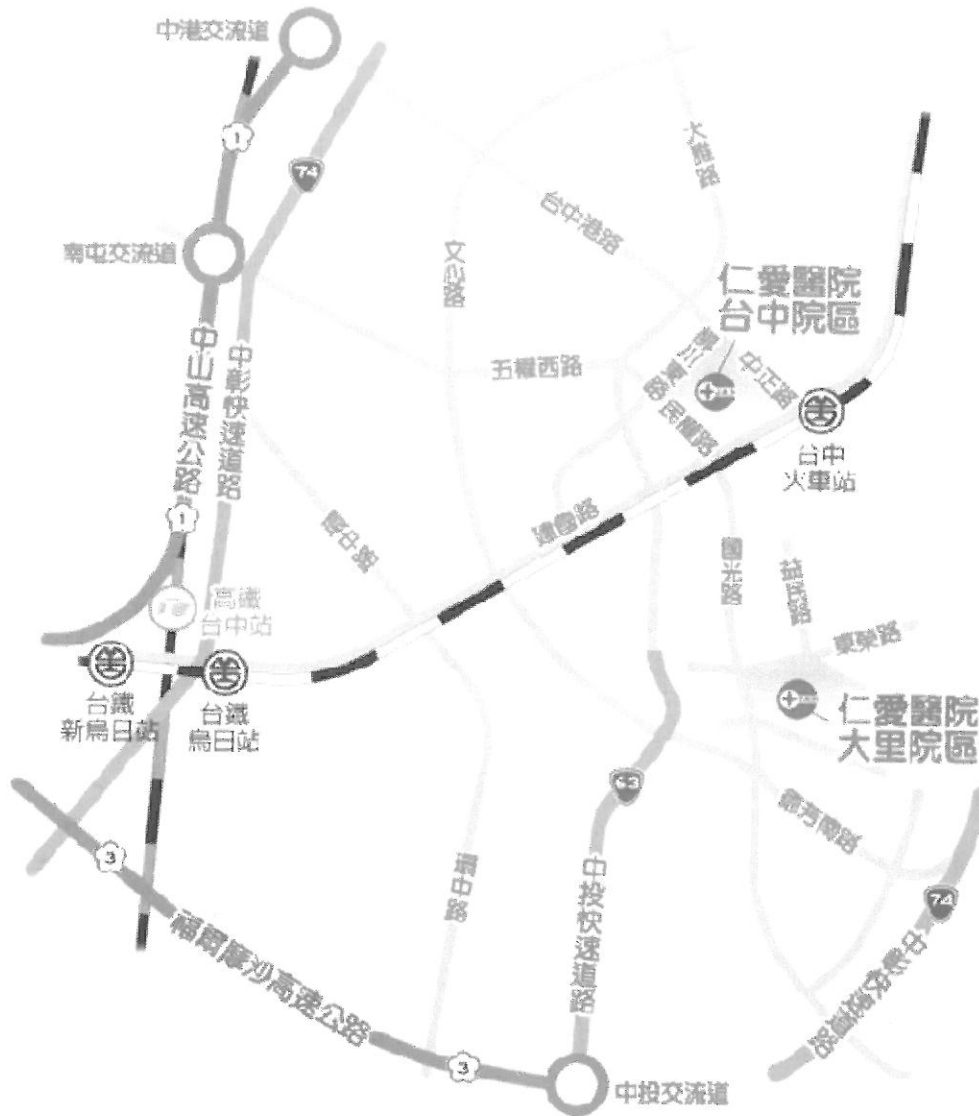 中港交流道
1
74
大雅路
台中港路
南屯交流道
文心路
仁愛醫院
台中院區
中山高速公路
中彰快速道路
五權西路
中正路
民權路
台中
火車站
1
建國路
國光路
益民路
高鐵
台中站
東榮路
台鐵
新烏日站
台鐵
烏日站
仁愛醫院
大里院區
63
3
環中路
中投快速道路
74
福爾摩沙高速公路
3
中投交流道